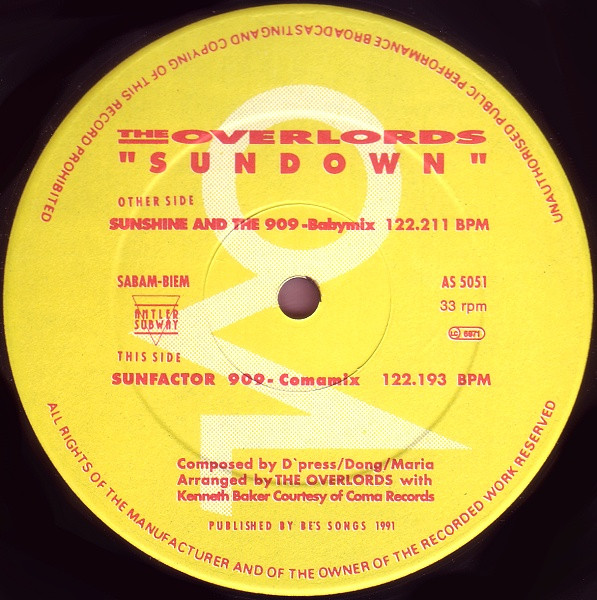 UNAUTHORISED PUBLIC PERFORMANCE BROADCASTING AND COPYING OF THIS RECORD PROHIBITED
THE OVERLORDS
"SUNDOWN"
OTHER SIDE
SUNSHINE AND THE 909 -Babymix 122.211 BPM
SABAM-BIEM
AS 5051
ANTLER
SUBWAY
33 rpm
LC 6871
THIS SIDE
SUNFACTOR 909- Comamix 122.193 BPM
Composed by D`press/Dong/Maria
Arranged by THE OVERLORDS with
Kenneth Baker Courtesy of Coma Records
PUBLISHED BY BE'S SONGS 1991
ALL RIGHTS OF THE MANUFACTURER AND OF THE OWNER OF THE RECORDED WORK RESERVED